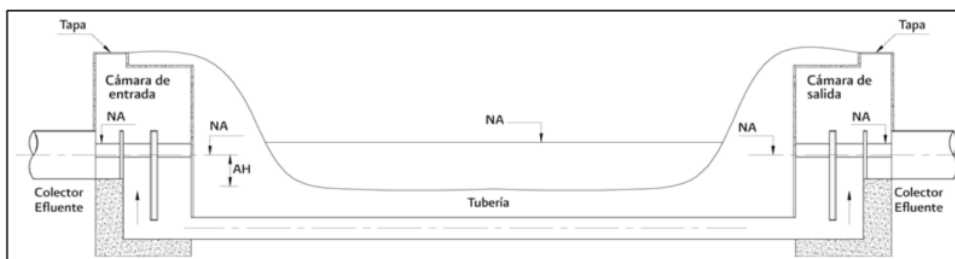 Tapa
Tapa
Cámara de
entrada
Cámara de
salida
NA
NA
NA
NA
NA
AH
Colector
Efluente
Tubería
Colector
Efluente